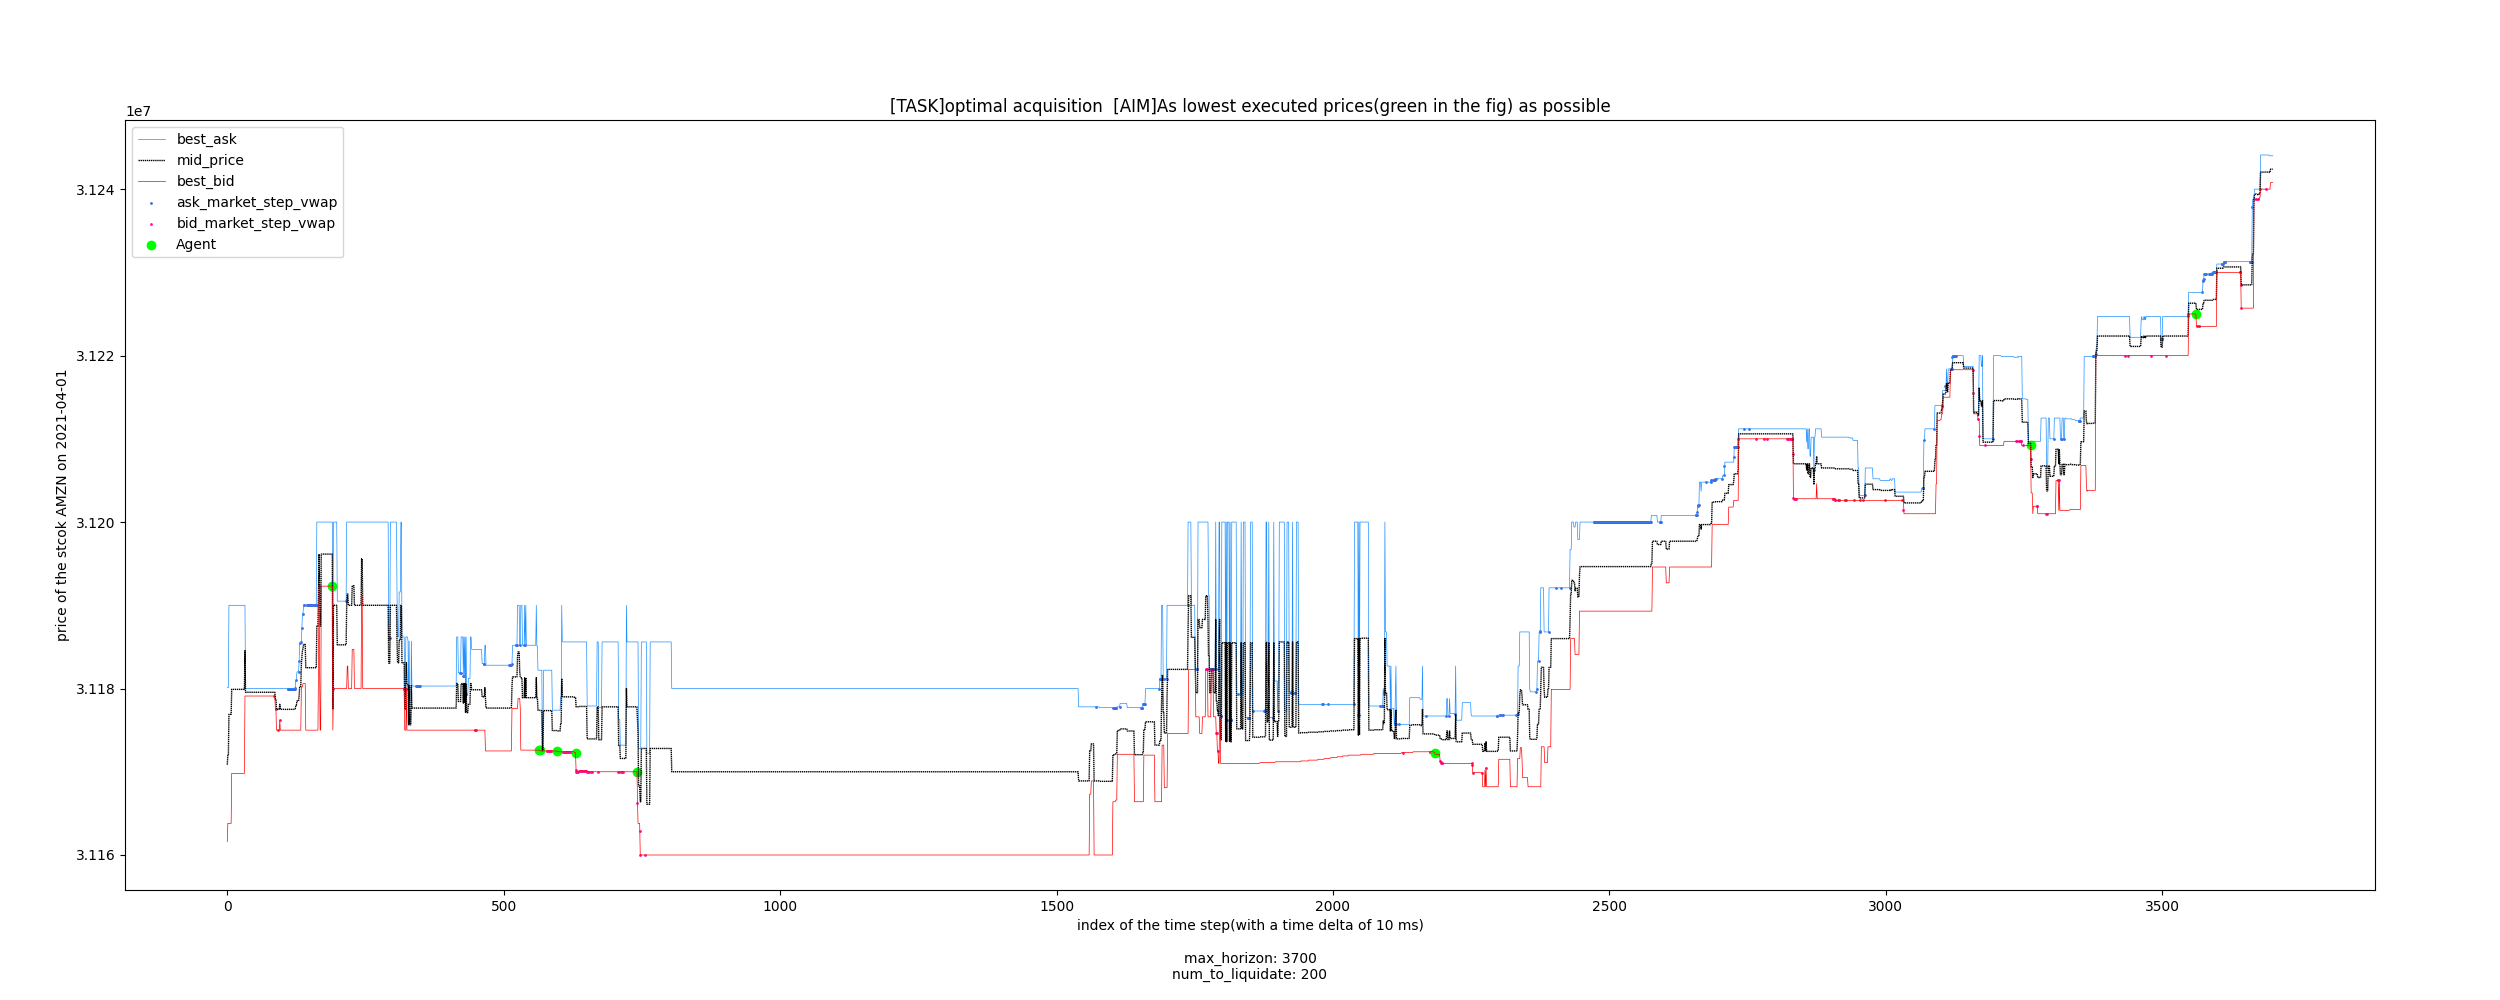 [TASK]optimal acquisition  [AIM]As lowest executed prices(green in the fig) as possible
1e7
best_ask
mid_price
best_bid
ask_market_step_vwap
bid_market_step_vwap
Agent
3.124
3.122
3.120
3.118
3.116
price of the stcok AMZN on 2021-04-01
0 500 1000 1500 2000 2500 3000 3500
index of the time step(with a time delta of 10 ms)
max_horizon: 3700
num_to_liquidate: 200